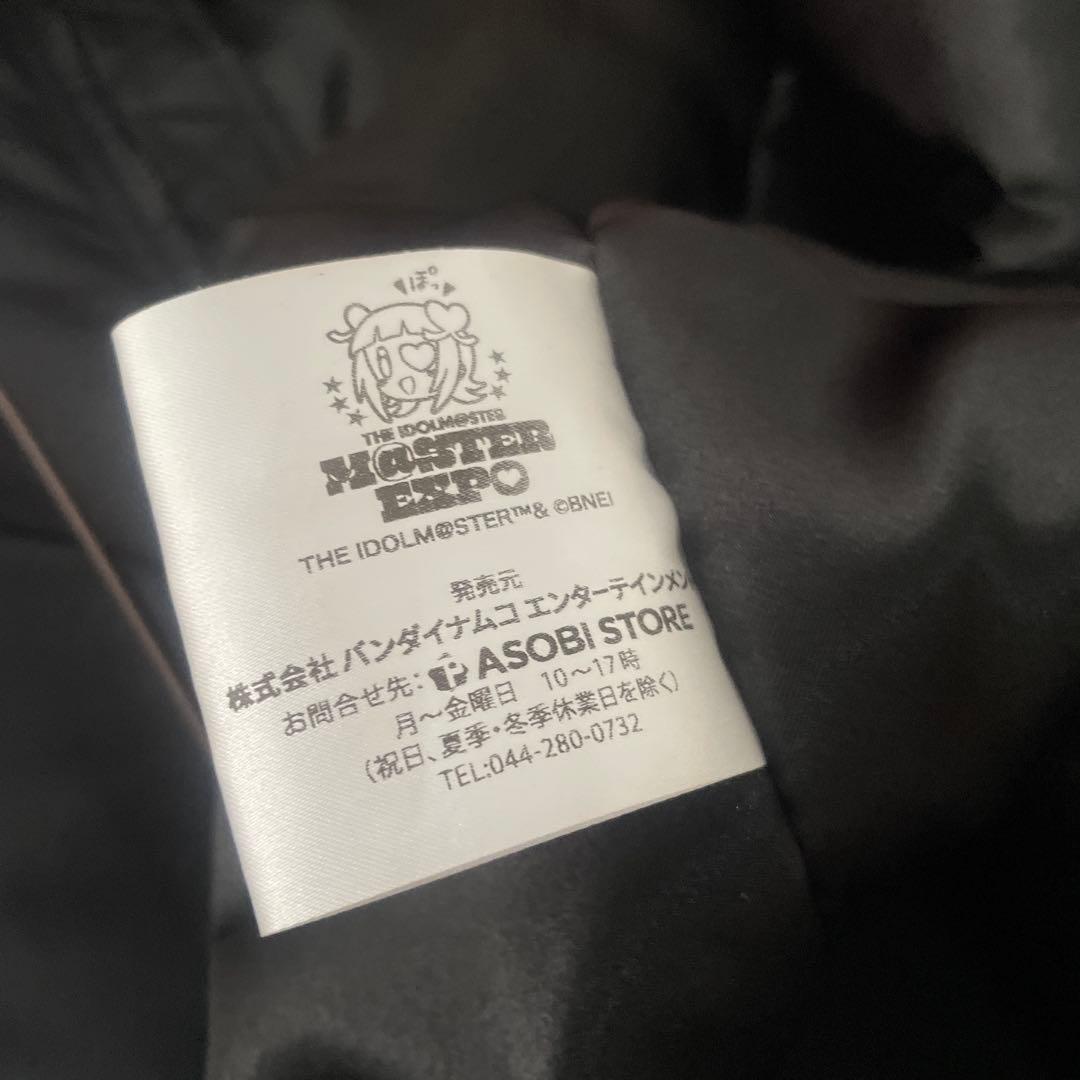 ぽっ
THE IDOLM@STER
M@STER
EXPO
THE IDOLM@STER™& ©BNEI
発売元
株式会社 バンダイナムコ エンターテインメン
お問合せ先: ASOBI STORE
月～金曜日 10～17時
(祝日、夏季・冬季休業日を除く)
TEL:044-280-0732